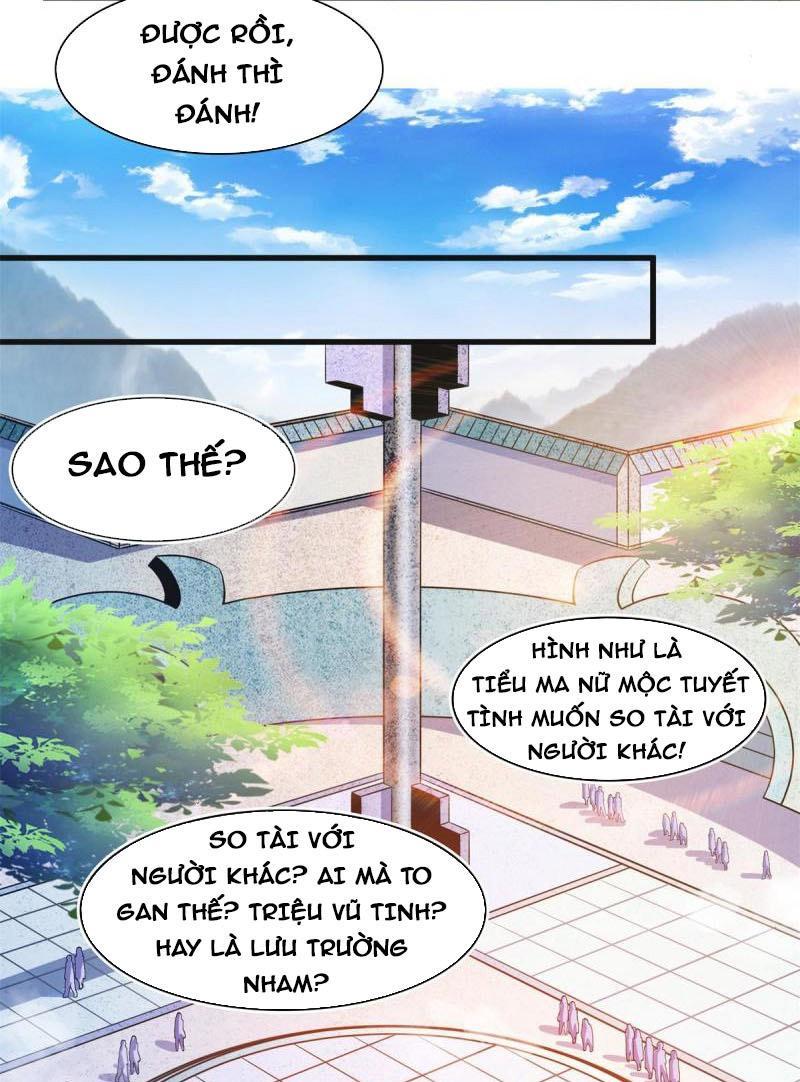 ĐƯỢC RỒI,
ĐÁNH THÌ
ĐÁNH!
SAO THẾ?
HÌNH NHƯ LÀ
TIỂU MA NỮ MỘC TUYẾT
TÌNH MUỐN SO TÀI VỚI
NGƯỜI KHÁC!
SO TÀI VỚI
NGƯỜI KHÁC? AI MÀ TO
GAN THẾ? TRIỆU VŨ TINH?
HAY LÀ LƯU TRƯỜNG
NHAM?